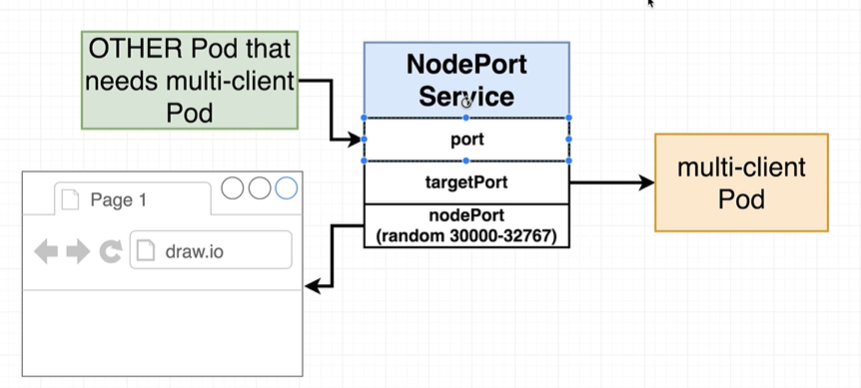 OTHER Pod that
needs multi-client
Pod
NodePort
Service
port
targetPort
nodePort
(random 30000-32767)
multi-client
Pod
Page 1
draw.io